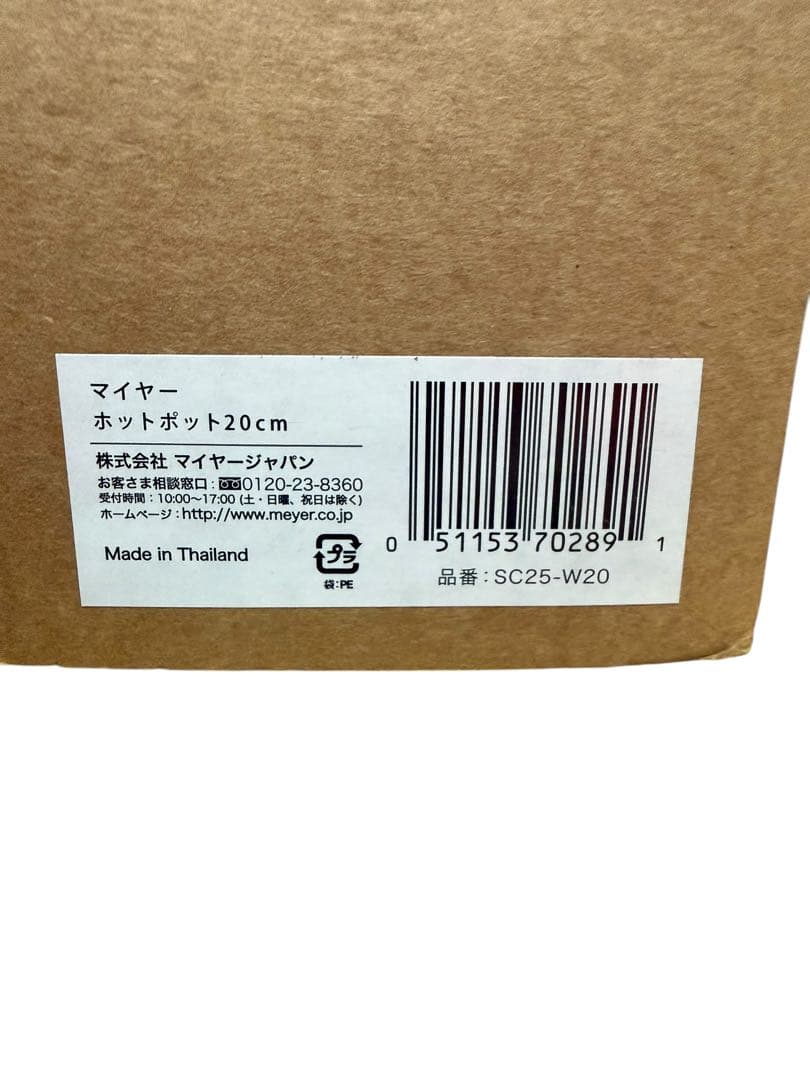 マイヤー
ホットポット20cm
株式会社 マイヤージャパン
お客さま相談窓口:0120-23-8360
受付時間:10:00〜17:00 (土・日曜、祝日は除く)
ホームページ:http://www.meyer.co.jp
Made in Thailand
プラ
袋:PE
0 51153 70289 1
品番:SC25-W20